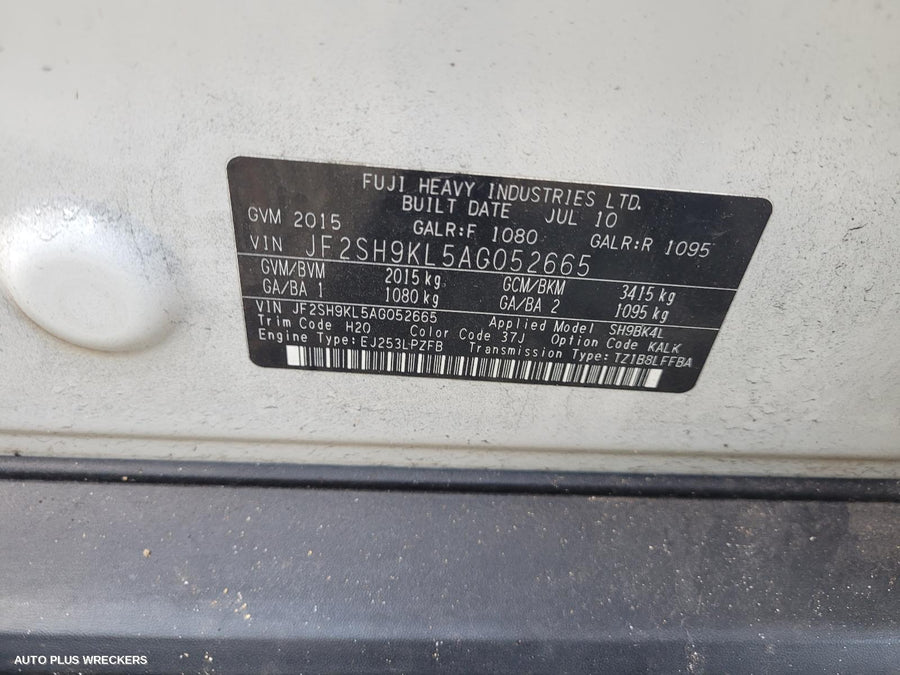 FUJI HEAVY INDUSTRIES LTD.
BUILT DATE JUL 10
GVM 2015 GALR:F 1080 GALR:R 1095
VIN JF2SH9KL5AG052665
GVM/BVM 2015 kg GCM/BKM 3415 kg
GA/BA 1 1080 kg GA/BA 2 1095 kg
VIN JF2SH9KL5AG052665 Applied Model SH9BK4L
Trim Code H20 Color Code 37J Option Code KALK
Engine Type: EJ253LPZFB Transmission Type: TZ1B8LFFBA
AUTO PLUS WRECKERS